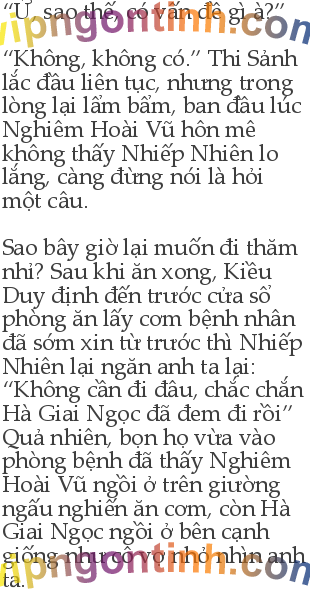 “Ừ, sao thế, có vấn đề gì à?”
“Không, không có.” Thi Sảnh
lắc đầu liên tục, nhưng trong
lòng lại lẩm bẩm, ban đầu lúc
Nghiêm Hoài Vũ hôn mê
không thấy Nhiếp Nhiên lo
lắng, càng đừng nói là hỏi
một câu.
Sao bây giờ lại muốn đi thăm
nhỉ? Sau khi ăn xong, Kiều
Duy định đến trước cửa sổ
phòng ăn lấy cơm bệnh nhân
đã sớm xin từ trước thì Nhiếp
Nhiên lại ngăn anh ta lại:
“Không cần đi đâu, chắc chắn
Hà Giai Ngọc đã đem đi rồi”
Quả nhiên, bọn họ vừa vào
phòng bệnh đã thấy Nghiêm
Hoài Vũ ngồi ở trên giường
ngấu nghiến ăn cơm, còn Hà
Giai Ngọc ngồi ở bên cạnh
giống như cô vợ nhỏ nhìn anh
ta.
vipngontinh.com
vipngontinh.com